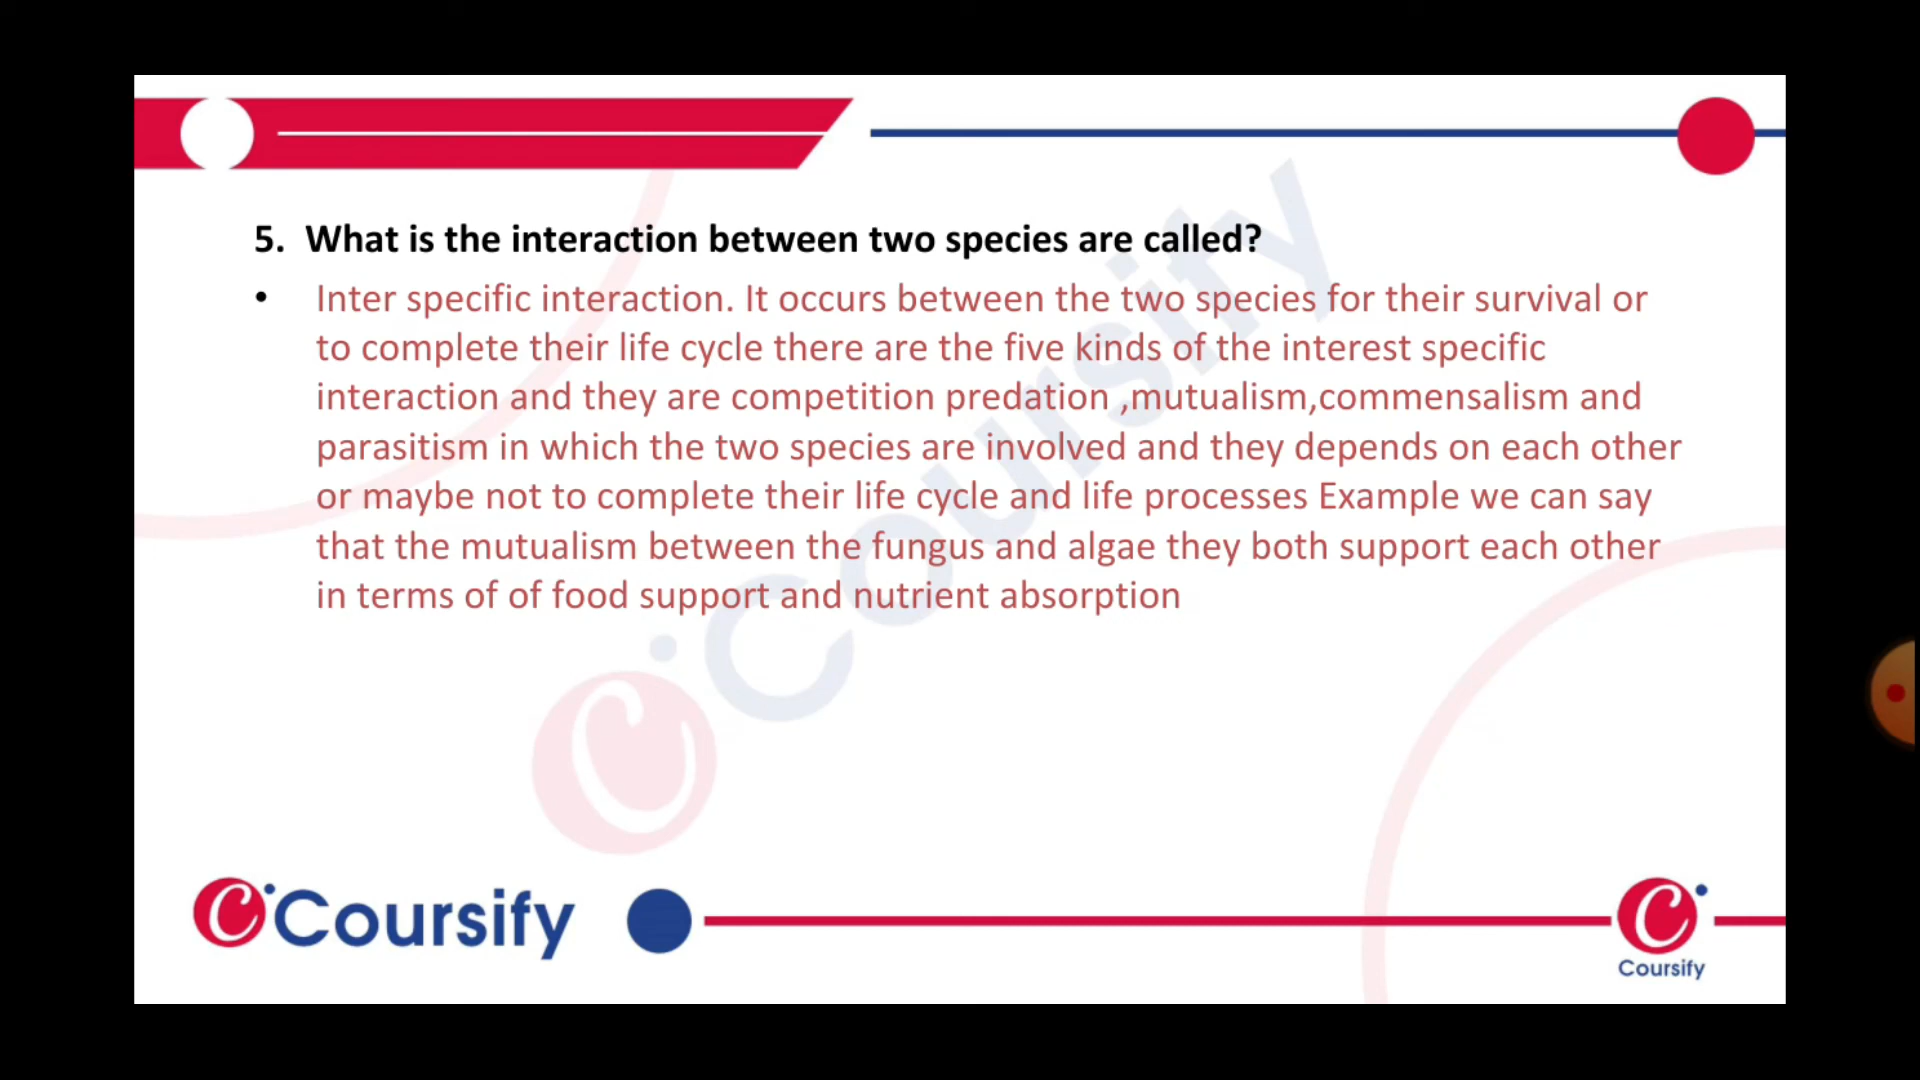 5. What is the interaction between two species are called?
• Inter specific interaction. It occurs between the two species for their survival or
to complete their life cycle there are the five kinds of the interest specific
interaction and they are competition predation ,mutualism,commensalism and
parasitism in which the two species are involved and they depends on each other
or maybe not to complete their life cycle and life processes Example we can say
that the mutualism between the fungus and algae they both support each other
in terms of of food support and nutrient absorption
Coursify
C Coursify
C
Coursify